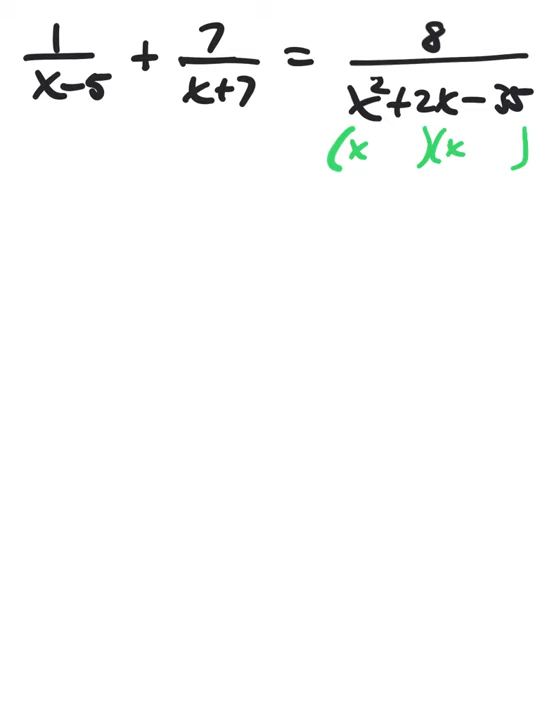 1/(x-5) + 7/(x+7) = 8/(x²+2x-35)
(x )(x )